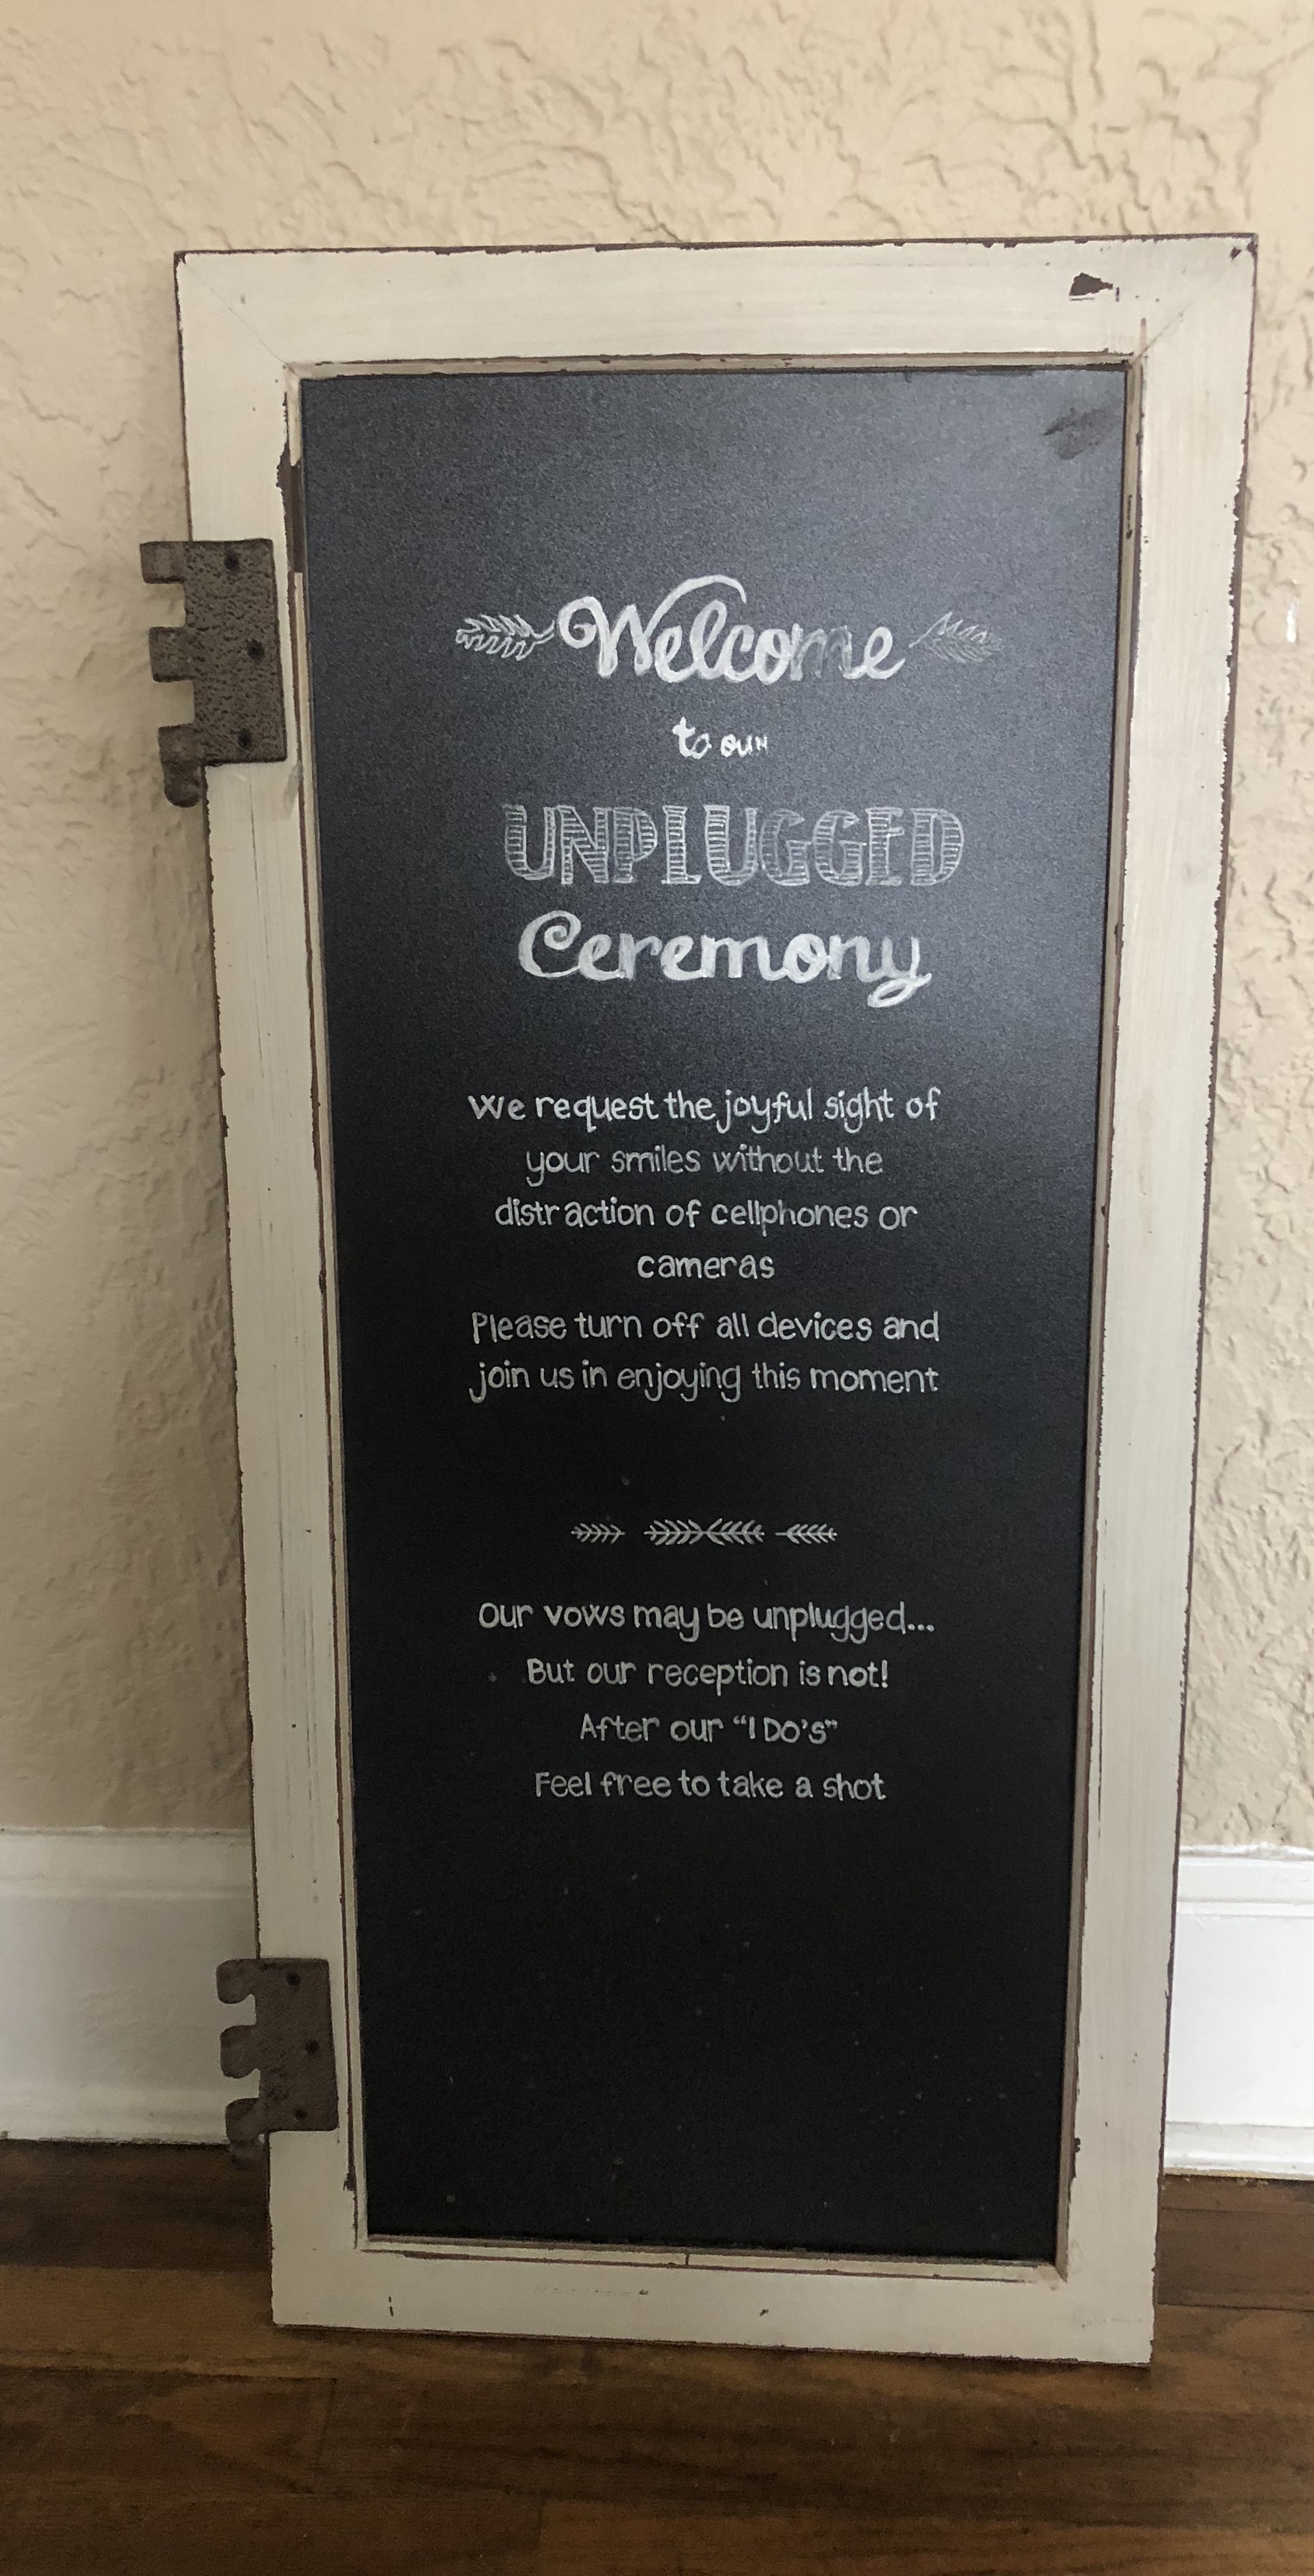 Welcome
to our
UNPLUGGED
Ceremony
We request the joyful sight of
your smiles without the
distraction of cellphones or
cameras
Please turn off all devices and
join us in enjoying this moment
Our vows may be unplugged...
But our reception is not!
After our “I DO’S”
Feel free to take a shot